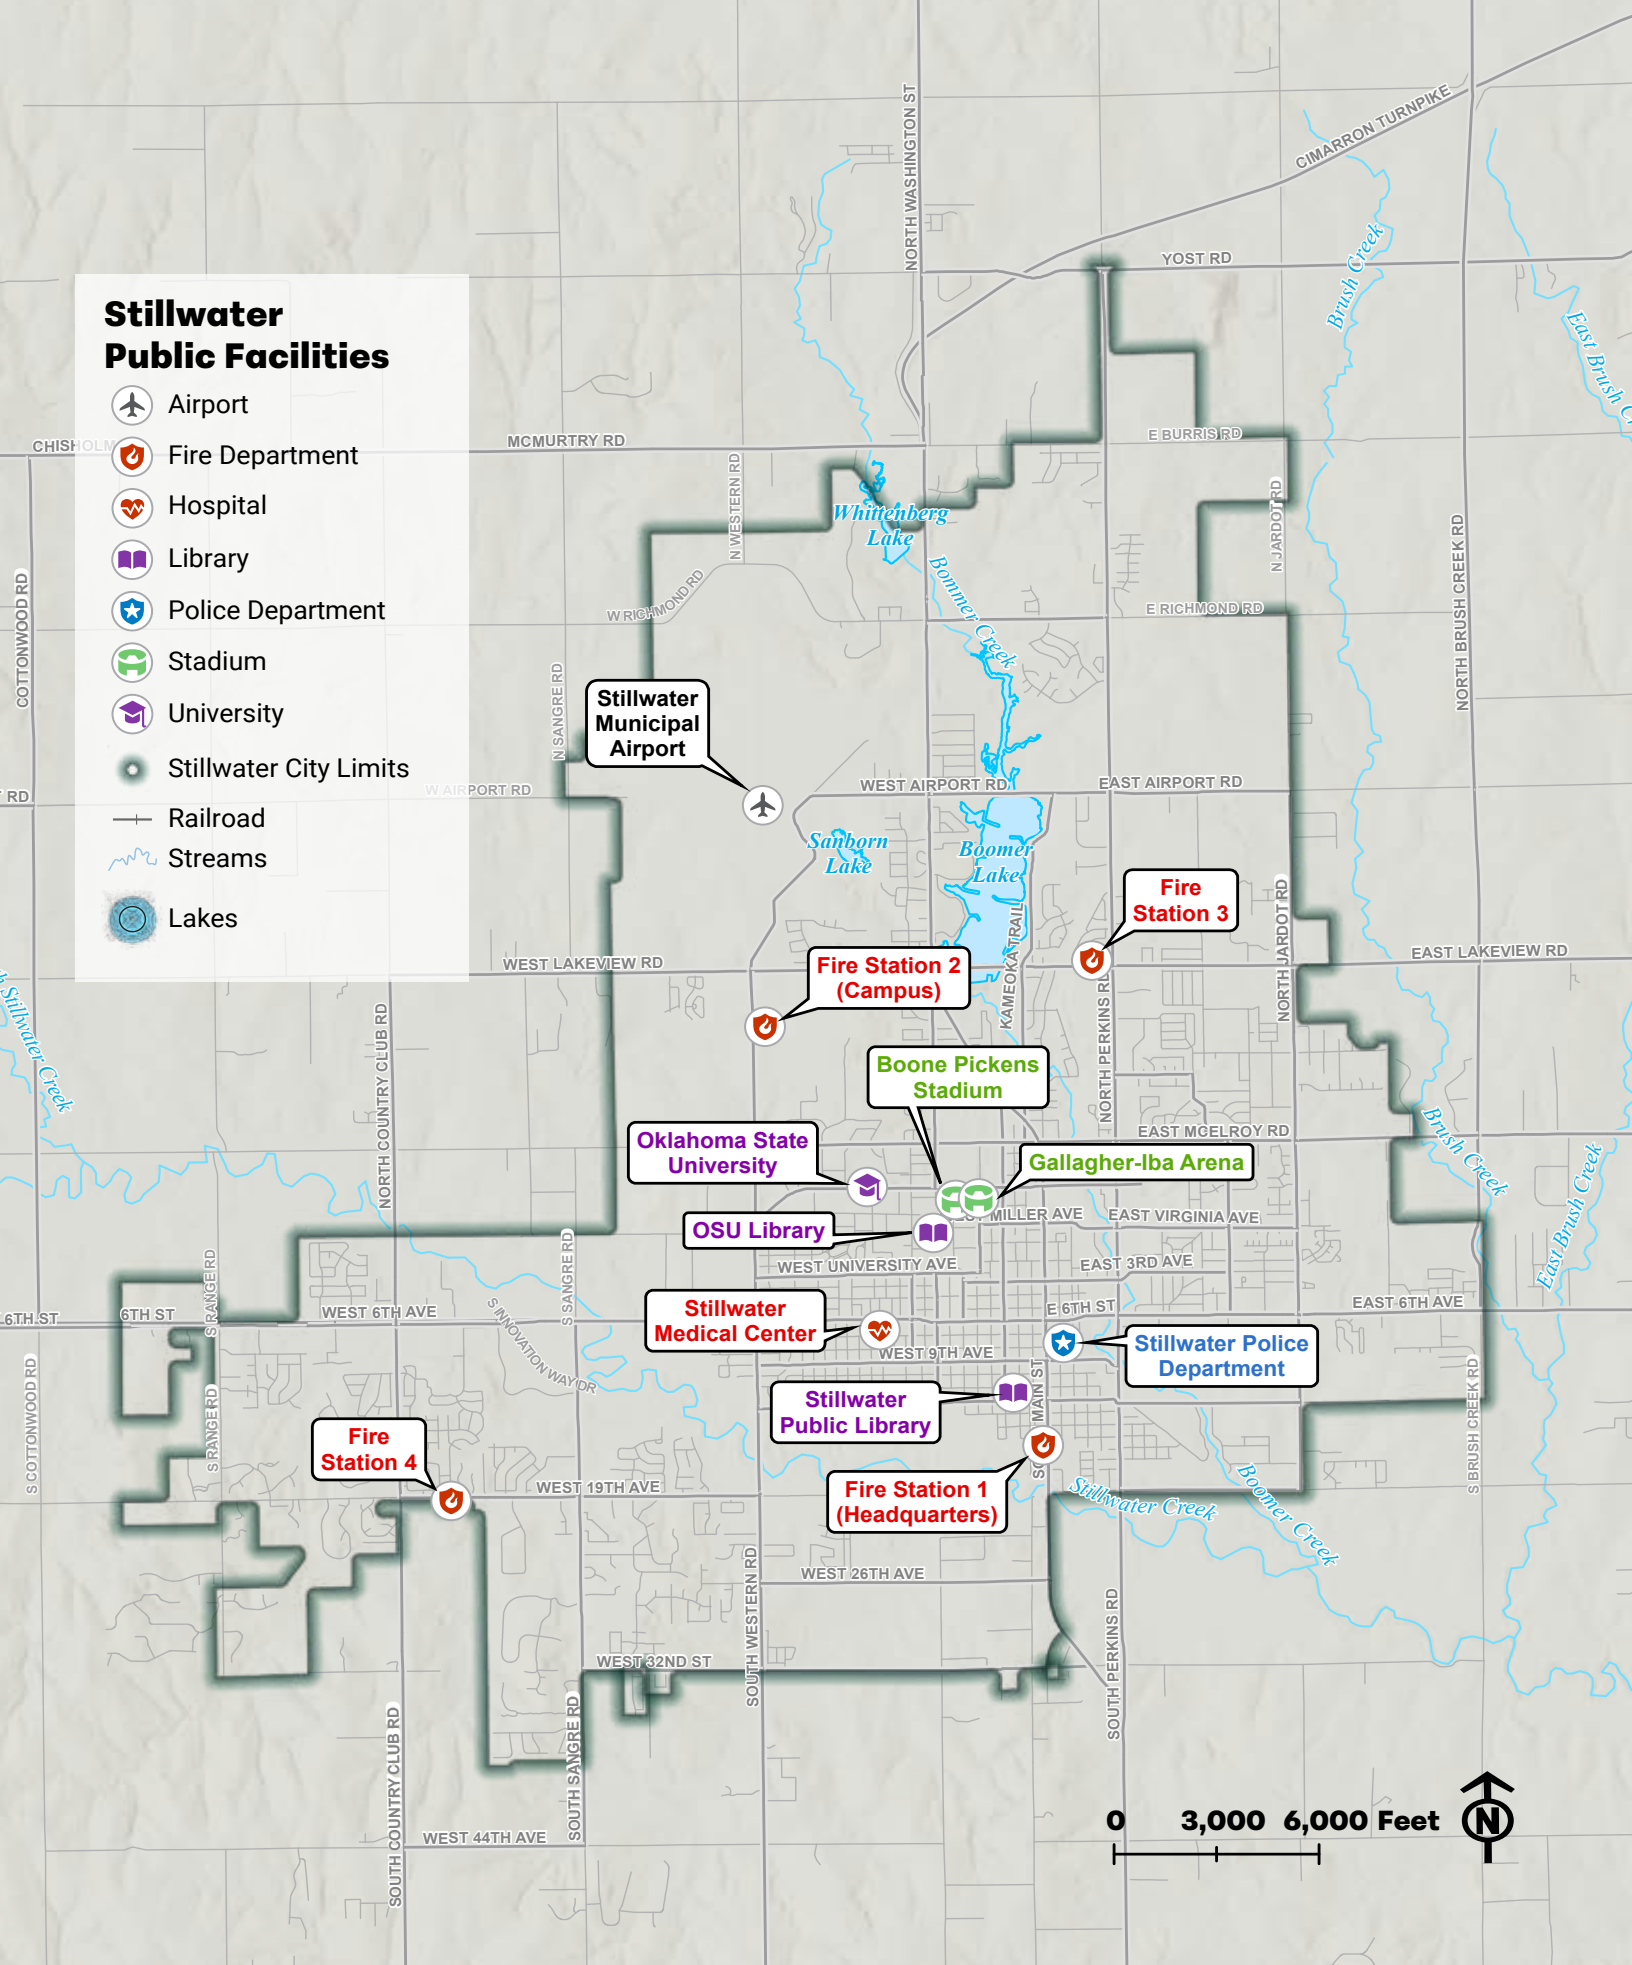 Stillwater
Public Facilities
Airport
Fire Department
Hospital
Library
Police Department
Stadium
University
Stillwater City Limits
Railroad
Streams
Lakes
NORTH WASHINGTON ST
CIMARRON TURNPIKE
YOST RD
Brush Creek
East Brush
CHISHOLM
MCMURTRY RD
E BURRIS RD
N WESTERN RD
Whittenberg
Lake
N JARDOT RD
NORTH BRUSH CREEK RD
COTTONWOOD RD
W RICHMOND RD
Bommer Creek
E RICHMOND RD
N SANGRE RD
Stillwater
Municipal
Airport
RD
W AIRPORT RD
WEST AIRPORT RD
EAST AIRPORT RD
Sanborn
Lake
Boomer
Lake
Fire
Station 3
KAMEOKA TRAIL
NORTH JARDOT RD
WEST LAKEVIEW RD
EAST LAKEVIEW RD
Fire Station 2
(Campus)
Stillwater Creek
NORTH COUNTRY CLUB RD
NORTH PERKINS RD
Boone Pickens
Stadium
EAST MCELROY RD
Oklahoma State
University
Gallagher-Iba Arena
Brush Creek
East Brush Creek
OSU Library
MILLER AVE
EAST VIRGINIA AVE
WEST UNIVERSITY AVE
EAST 3RD AVE
S RANGE RD
S SANGRE RD
6TH ST
6TH ST
WEST 6TH AVE
S INNOVATION WAY DR
Stillwater
Medical Center
E 6TH ST
EAST 6TH AVE
WEST 9TH AVE
Stillwater Police
Department
S COTTONWOOD RD
S RANGE RD
Stillwater
Public Library
MAIN ST
S BRUSH CREEK RD
Fire
Station 4
WEST 19TH AVE
Fire Station 1
(Headquarters)
Stillwater Creek
Boomer Creek
WEST 26TH AVE
SOUTH WESTERN RD
SOUTH PERKINS RD
WEST 32ND ST
SOUTH COUNTRY CLUB RD
SOUTH SANGRE RD
WEST 44TH AVE
0 3,000 6,000 Feet
N